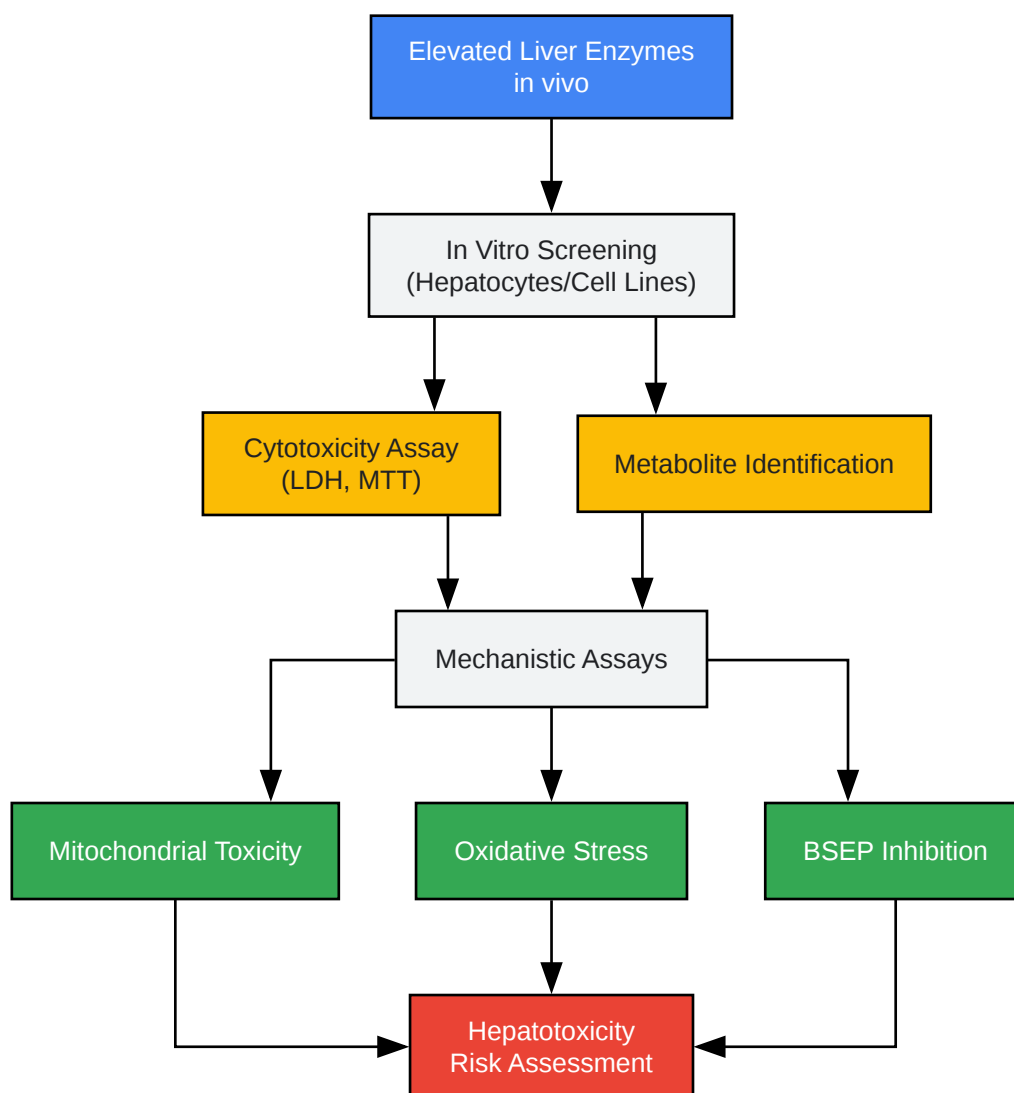 Elevated Liver Enzymes
in vivo
In Vitro Screening
(Hepatocytes/Cell Lines)
Cytotoxicity Assay
(LDH, MTT)
Metabolite Identification
Mechanistic Assays
Mitochondrial Toxicity
Oxidative Stress
BSEP Inhibition
Hepatotoxicity
Risk Assessment